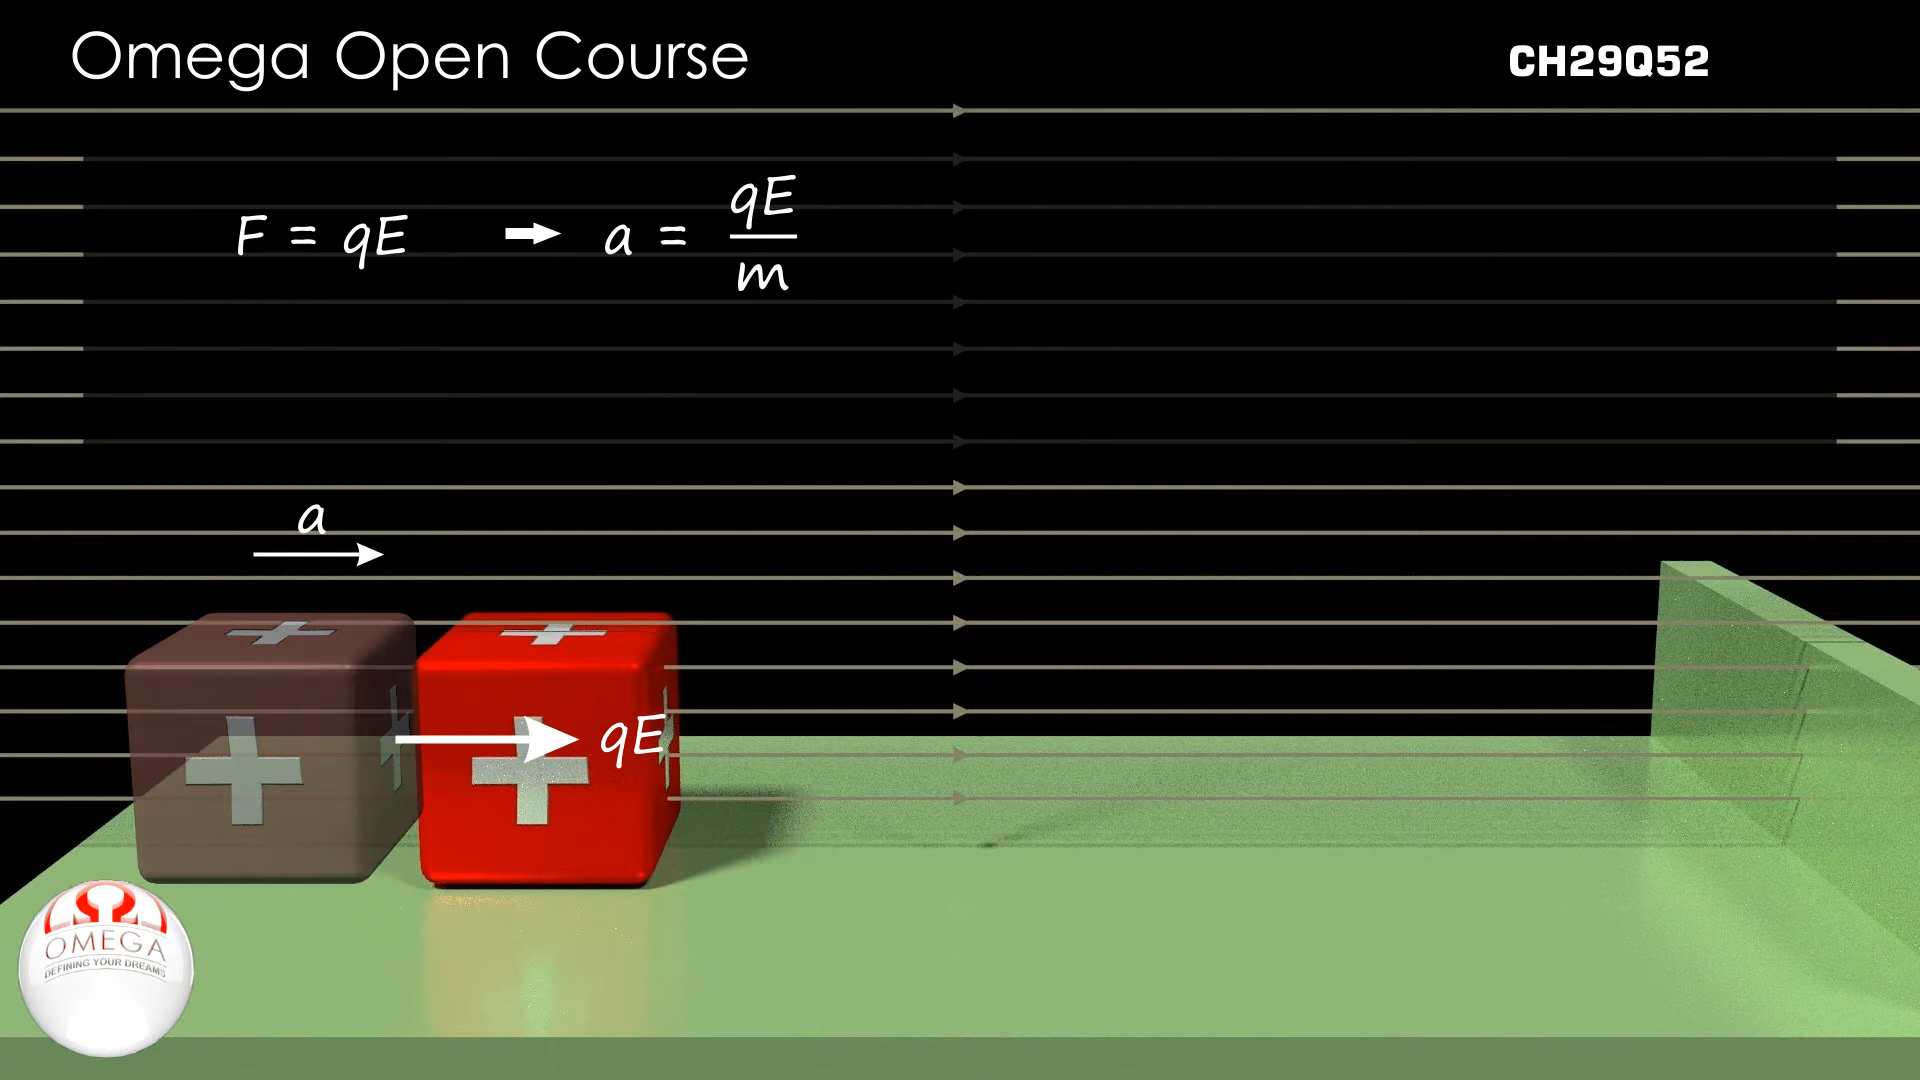 Omega Open Course
CH29Q52
F = qE → a = qE/m
a
qE
OMEGA
DEFINING YOUR DREAMS